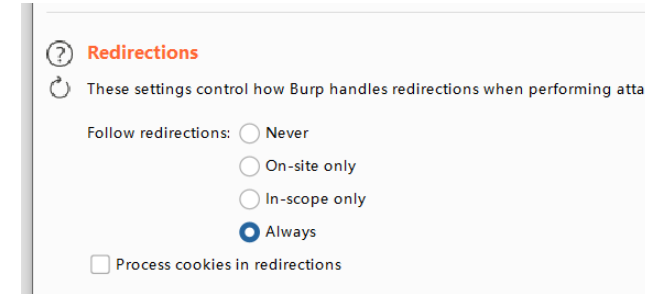 Redirections
These settings control how Burp handles redirections when performing
Follow redirections: Never
On-site only
In-scope only
Always
Process cookies in redirections